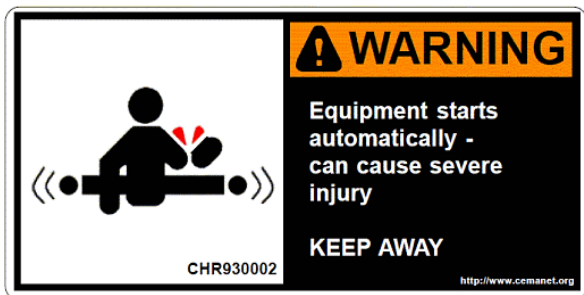 WARNING
Equipment starts
automatically -
can cause severe
injury
KEEP AWAY
CHR930002
http://www.cemanet.org